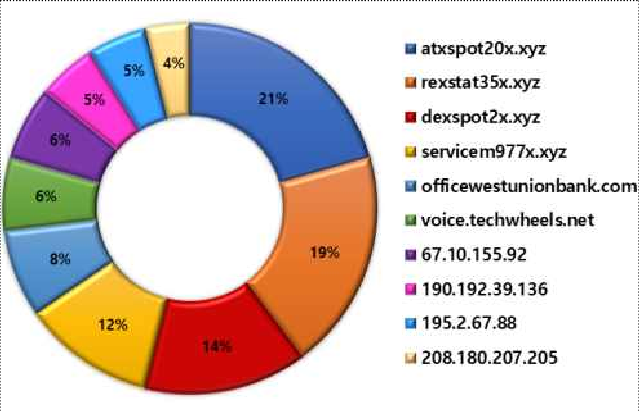 21%
19%
14%
12%
8%
6%
6%
5%
5%
4%
atxspot20x.xyz
rexstat35x.xyz
dexspot2x.xyz
servicem977x.xyz
officewestunionbank.com
voice.techwheels.net
67.10.155.92
190.192.39.136
195.2.67.88
208.180.207.205